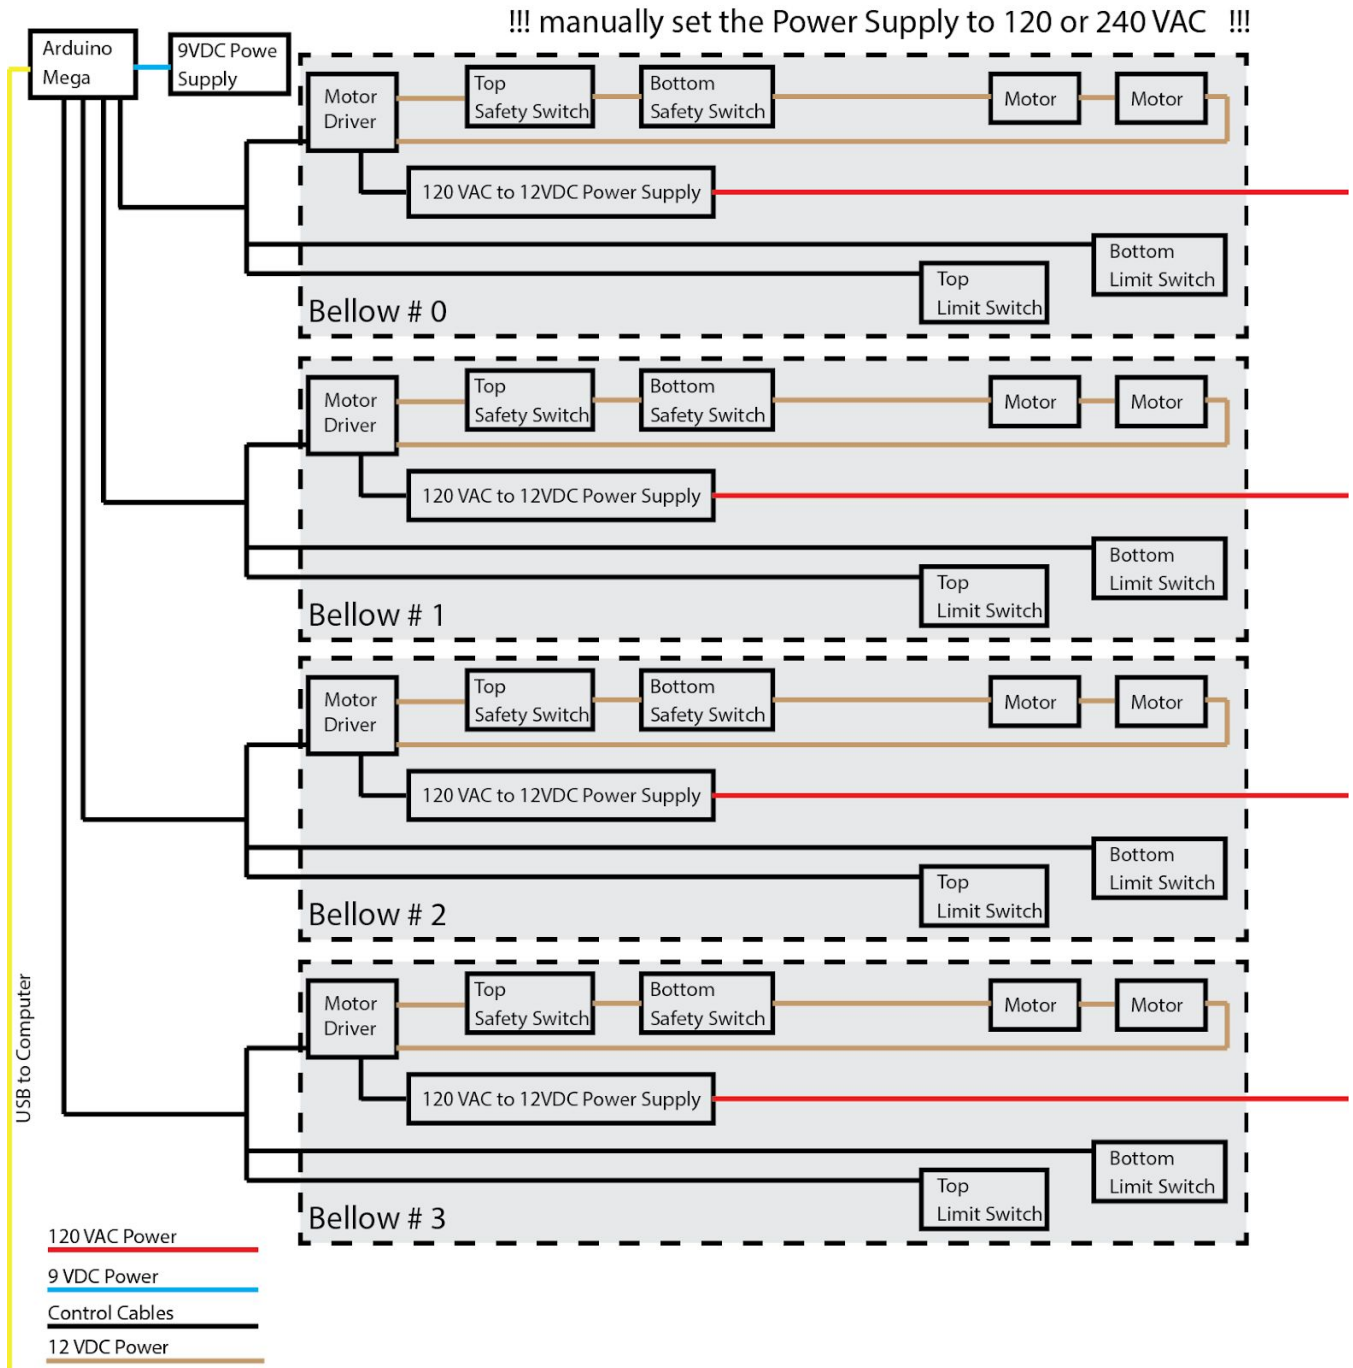 !!! manually set the Power Supply to 120 or 240 VAC !!!
Arduino
Mega
9VDC Powe
Supply
Motor
Driver
Top
Safety Switch
Bottom
Safety Switch
Motor
Motor
120 VAC to 12VDC Power Supply
Bottom
Limit Switch
Top
Limit Switch
Bellow # 0
Motor
Driver
Top
Safety Switch
Bottom
Safety Switch
Motor
Motor
120 VAC to 12VDC Power Supply
Bottom
Limit Switch
Top
Limit Switch
Bellow # 1
Motor
Driver
Top
Safety Switch
Bottom
Safety Switch
Motor
Motor
120 VAC to 12VDC Power Supply
Bottom
Limit Switch
Top
Limit Switch
Bellow # 2
Motor
Driver
Top
Safety Switch
Bottom
Safety Switch
Motor
Motor
120 VAC to 12VDC Power Supply
Bottom
Limit Switch
Top
Limit Switch
Bellow # 3
USB to Computer
120 VAC Power
9 VDC Power
Control Cables
12 VDC Power